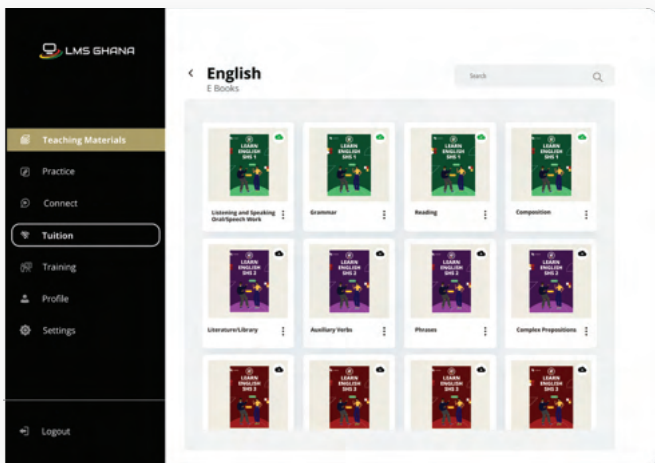 LMS GHANA
Teaching Materials
Practice
Connect
Tuition
Training
Profile
Settings
Logout
English
E Books
Search
LEARN
ENGLISH
SHS 1
LEARN
ENGLISH
SHS 1
LEARN
ENGLISH
SHS 1
LEARN
ENGLISH
SHS 1
Listening and Speaking
Oral/Speech Work
Grammar
Reading
Composition
LEARN
ENGLISH
SHS 2
LEARN
ENGLISH
SHS 2
LEARN
ENGLISH
SHS 2
LEARN
ENGLISH
SHS 2
Literature/Library
Auxiliary Verbs
Phrases
Complex Prepositions
LEARN
ENGLISH
SHS 3
LEARN
ENGLISH
SHS 3
LEARN
ENGLISH
SHS 3
LEARN
ENGLISH
SHS 3